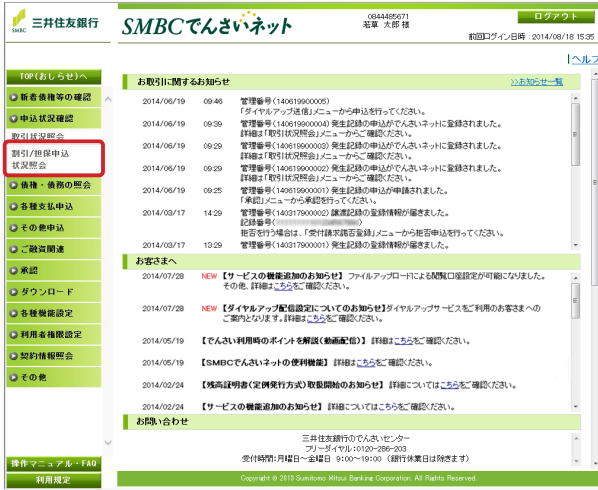 SMBC 三井住友銀行
SMBCでんさいネット
0844485671
若草 太郎 様
ログアウト
前回ログイン日時：2014/08/18 15:35
ヘルプ
TOP(おしらせ)へ
新着債権等の確認
申込状況確認
取引状況照会
割引/担保申込
状況照会
債権・債務の照会
各種支払申込
その他申込
ご融資関連
承認
ダウンロード
各種機能設定
利用者権限設定
契約情報照会
その他
操作マニュアル・FAQ
利用規定
お取引に関するお知らせ
>>お知らせ一覧
2014/06/19 09:46 管理番号(140619900005)
「ダイヤルアップ送信」メニューから申込を行ってください。
2014/06/19 09:39 管理番号(140619900004) 発生記録の申込がでんさいネットに登録されました。
詳細は「取引状況照会」メニューからご確認ください。
2014/06/19 09:29 管理番号(140619900003) 発生記録の申込がでんさいネットに登録されました。
詳細は「取引状況照会」メニューからご確認ください。
2014/06/19 09:29 管理番号(140619900002) 発生記録の申込がでんさいネットに登録されました。
詳細は「取引状況照会」メニューからご確認ください。
2014/06/19 09:25 管理番号(140619900001) 発生記録の申込が申請されました。
「承認」メニューから承認を行ってください。
2014/03/17 14:29 管理番号(140317900002) 譲渡記録の登録情報が届きました。
記録番号(
拒否を行う場合は、「受付請求諾否登録」メニューから拒否申込を行ってください。
2014/03/17 13:29 管理番号(140317900001) 発生記録の登録情報が届きました。
お客さまへ
2014/07/28 NEW 【サービスの機能追加のお知らせ】 ファイルアップロードによる閲覧口座設定が可能になりました。
その他、詳細はこちらをご確認ください。
2014/07/28 NEW 【ダイヤルアップ配信設定についてのお知らせ】ダイヤルアップサービスをご利用のお客さまへの
ご案内となります。詳細はこちらをご確認ください。
2014/05/19 【でんさい利用時のポイントを解説(動画配信)】 詳細はこちらをご確認ください。
2014/05/19 【SMBCでんさいネットの便利機能】 詳細はこちらをご確認ください。
2014/02/24 【残高証明書(定例発行方式)取扱開始のお知らせ】 詳細についてはこちらをご確認ください。
2014/02/24 【サービスの機能追加のお知らせ】 詳細についてはこちらをご確認ください。
お問い合わせ
三井住友銀行のでんさいセンター
フリーダイヤル：0120-286-203
受付時間：月曜日～金曜日 9：00～19：00 (銀行休業日は除きます)
Copyright © 2013 Sumitomo Mitsui Banking Corporation. All Rights Reserved.